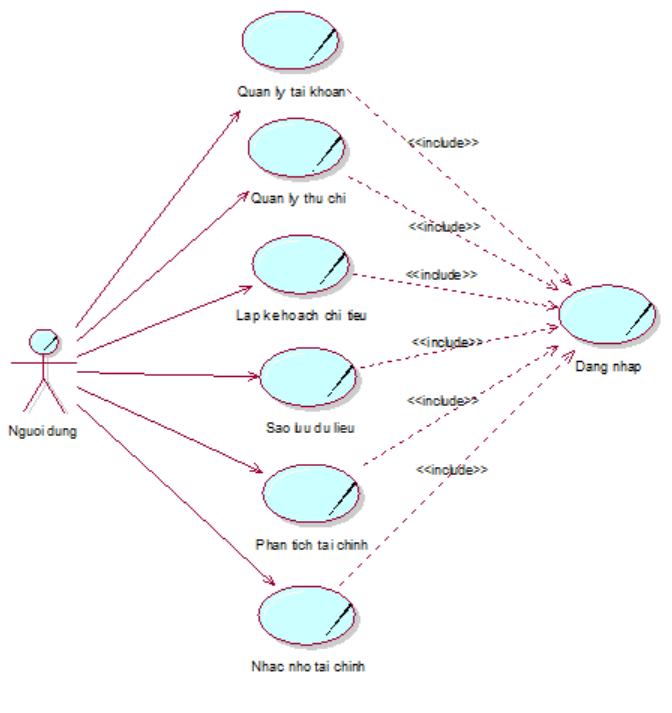 Quan ly tai khoan
<<include>>
Quan ly thu chi
<<include>>
<<include>>
Lap ke hoach chi tieu
<<include>>
Dang nhap
<<include>>
Sao luu du lieu
Nguoi dung
<<include>>
Phan tich tai chinh
Nhac nho tai chinh